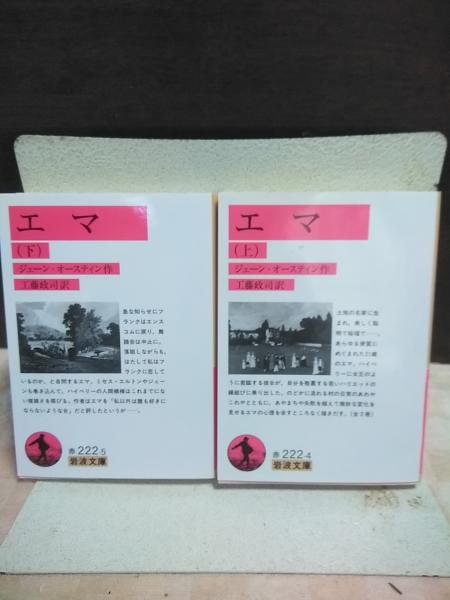 エマ
(下)
ジェーン・オースティン作
工藤政司訳
急な知らせにフ
ランクはエンス
コムに戻り、舞
踏会は中止に。
落胆しながらも、
はたして私はフ
ランクに恋して
いるのか、と自問するエマ。ミセス・エルトンやジェー
ンも巻き込んで、ハイベリーの人間模様はこれまでにな
い複雑さを帯びる。作者はエマを「私以外は誰も好きに
ならないような女」だと評したというが――。
赤 222-5
岩波文庫
エマ
(上)
ジェーン・オースティン作
工藤政司訳
土地の名家に生
まれ、美しく聡
明で裕福で――。
あらゆる優質に
めぐまれた21歳
のエマ。ハイベ
リーに女王のよ
うに君臨する彼女が、自分を慕う若いハリエットの
縁結びに乗り出した。のどかに流れる村の日常のあれや
これやとともに、あやまちや失敗を越えて微妙な変化を
見せるエマの心理を余すところなく描きだす。(全2巻)
赤 222-4
岩波文庫